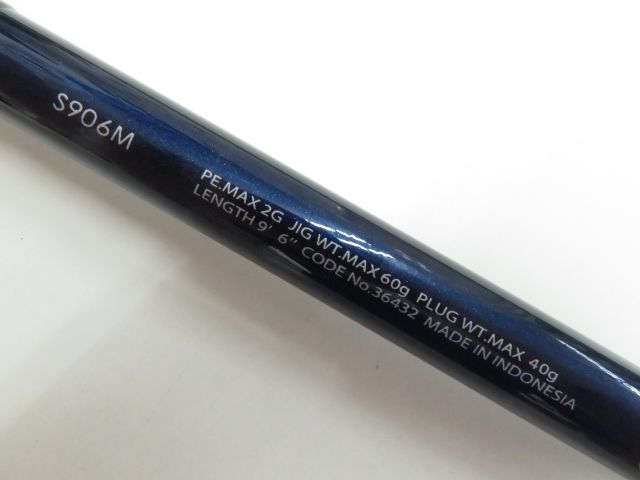 S906M
PE.MAX 2G JIG WT.MAX 60g PLUG WT.MAX 40g
LENGTH 9' 6" CODE No.36432 MADE IN INDONESIA